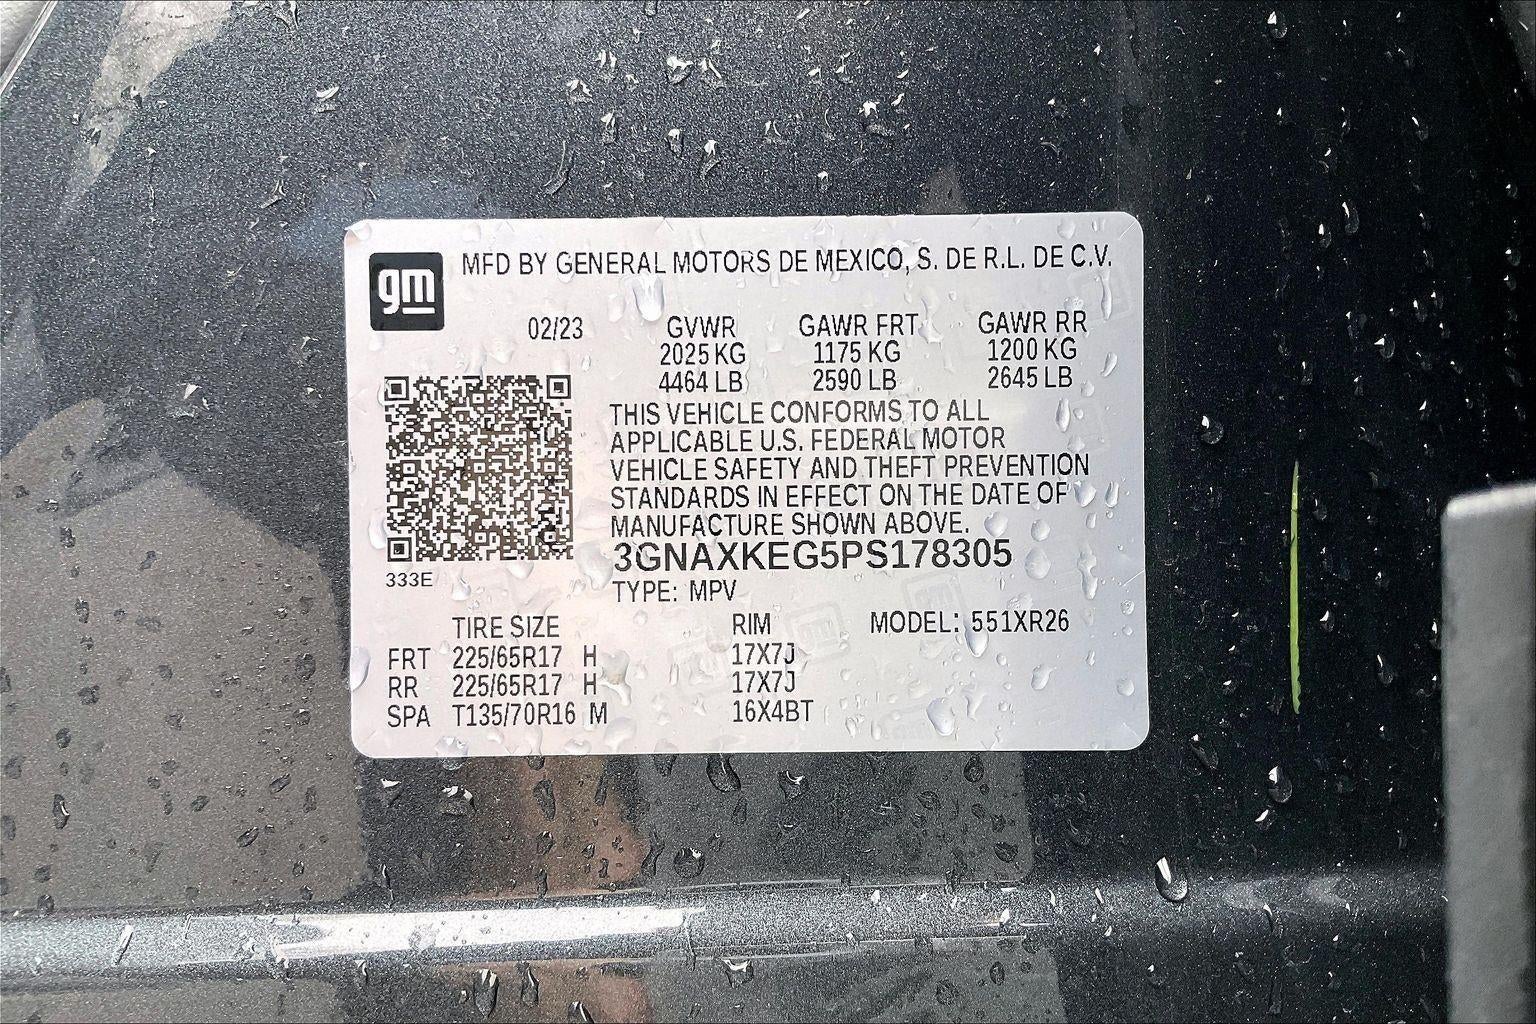 gm
MFD BY GENERAL MOTORS DE MEXICO, S. DE R.L. DE C.V.
02/23 GVWR GAWR FRT GAWR RR
2025 KG 1175 KG 1200 KG
4464 LB 2590 LB 2645 LB
THIS VEHICLE CONFORMS TO ALL
APPLICABLE U.S. FEDERAL MOTOR
VEHICLE SAFETY AND THEFT PREVENTION
STANDARDS IN EFFECT ON THE DATE OF
MANUFACTURE SHOWN ABOVE.
3GNAXKEG5PS178305
333E
TYPE: MPV
TIRE SIZE RIM MODEL: 551XR26
FRT 225/65R17 H 17X7J
RR 225/65R17 H 17X7J
SPA T135/70R16 M 16X4BT